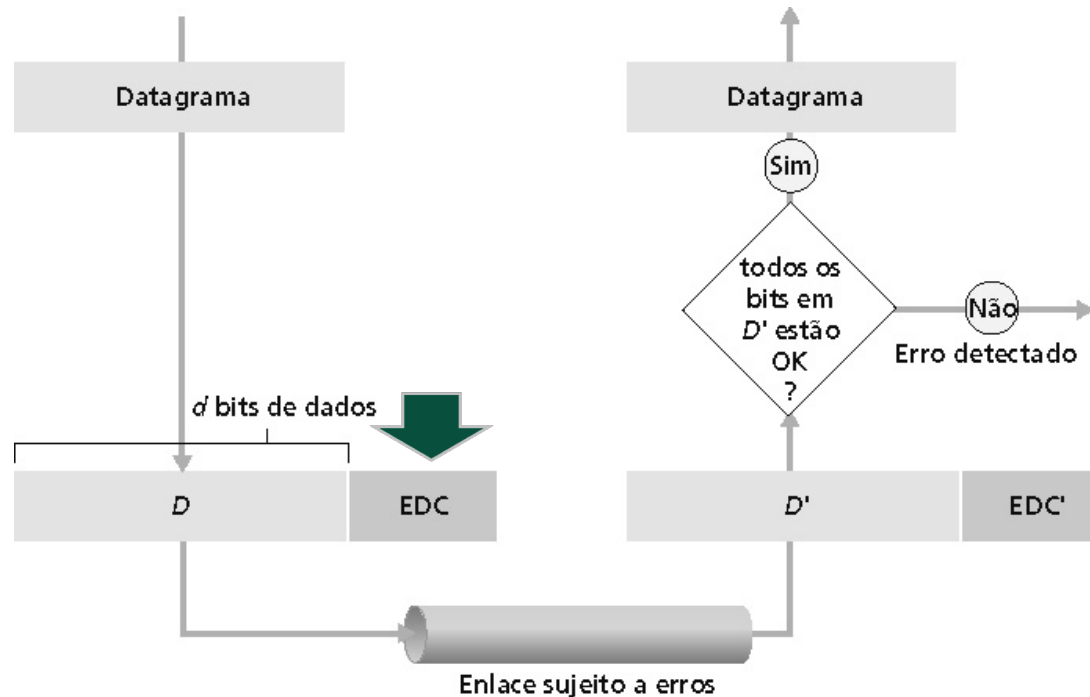 Datagrama
Datagrama
Sim
todos os
bits em
D' estão
OK
?
Não
Erro detectado
d bits de dados
D
EDC
D'
EDC'
Enlace sujeito a erros